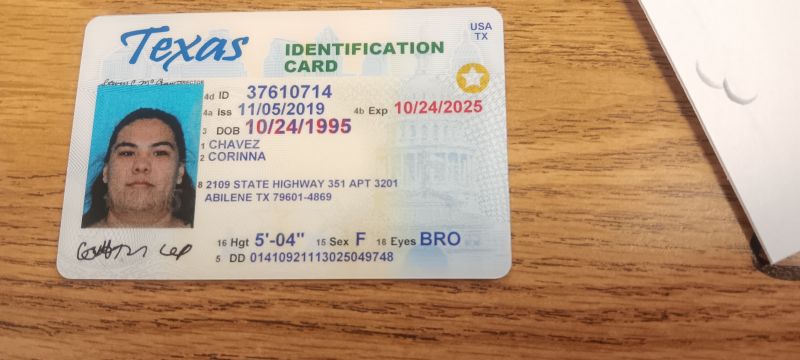 Texas
USA
TX
IDENTIFICATION
CARD
DIRECTOR
4d ID 37610714
4a Iss 11/05/2019 4b Exp 10/24/2025
3 DOB 10/24/1995
1 CHAVEZ
2 CORINNA
8 2109 STATE HIGHWAY 351 APT 3201
ABILENE TX 79601-4869
16 Hgt 5'-04" 15 Sex F 18 Eyes BRO
5 DD 01410921113025049748